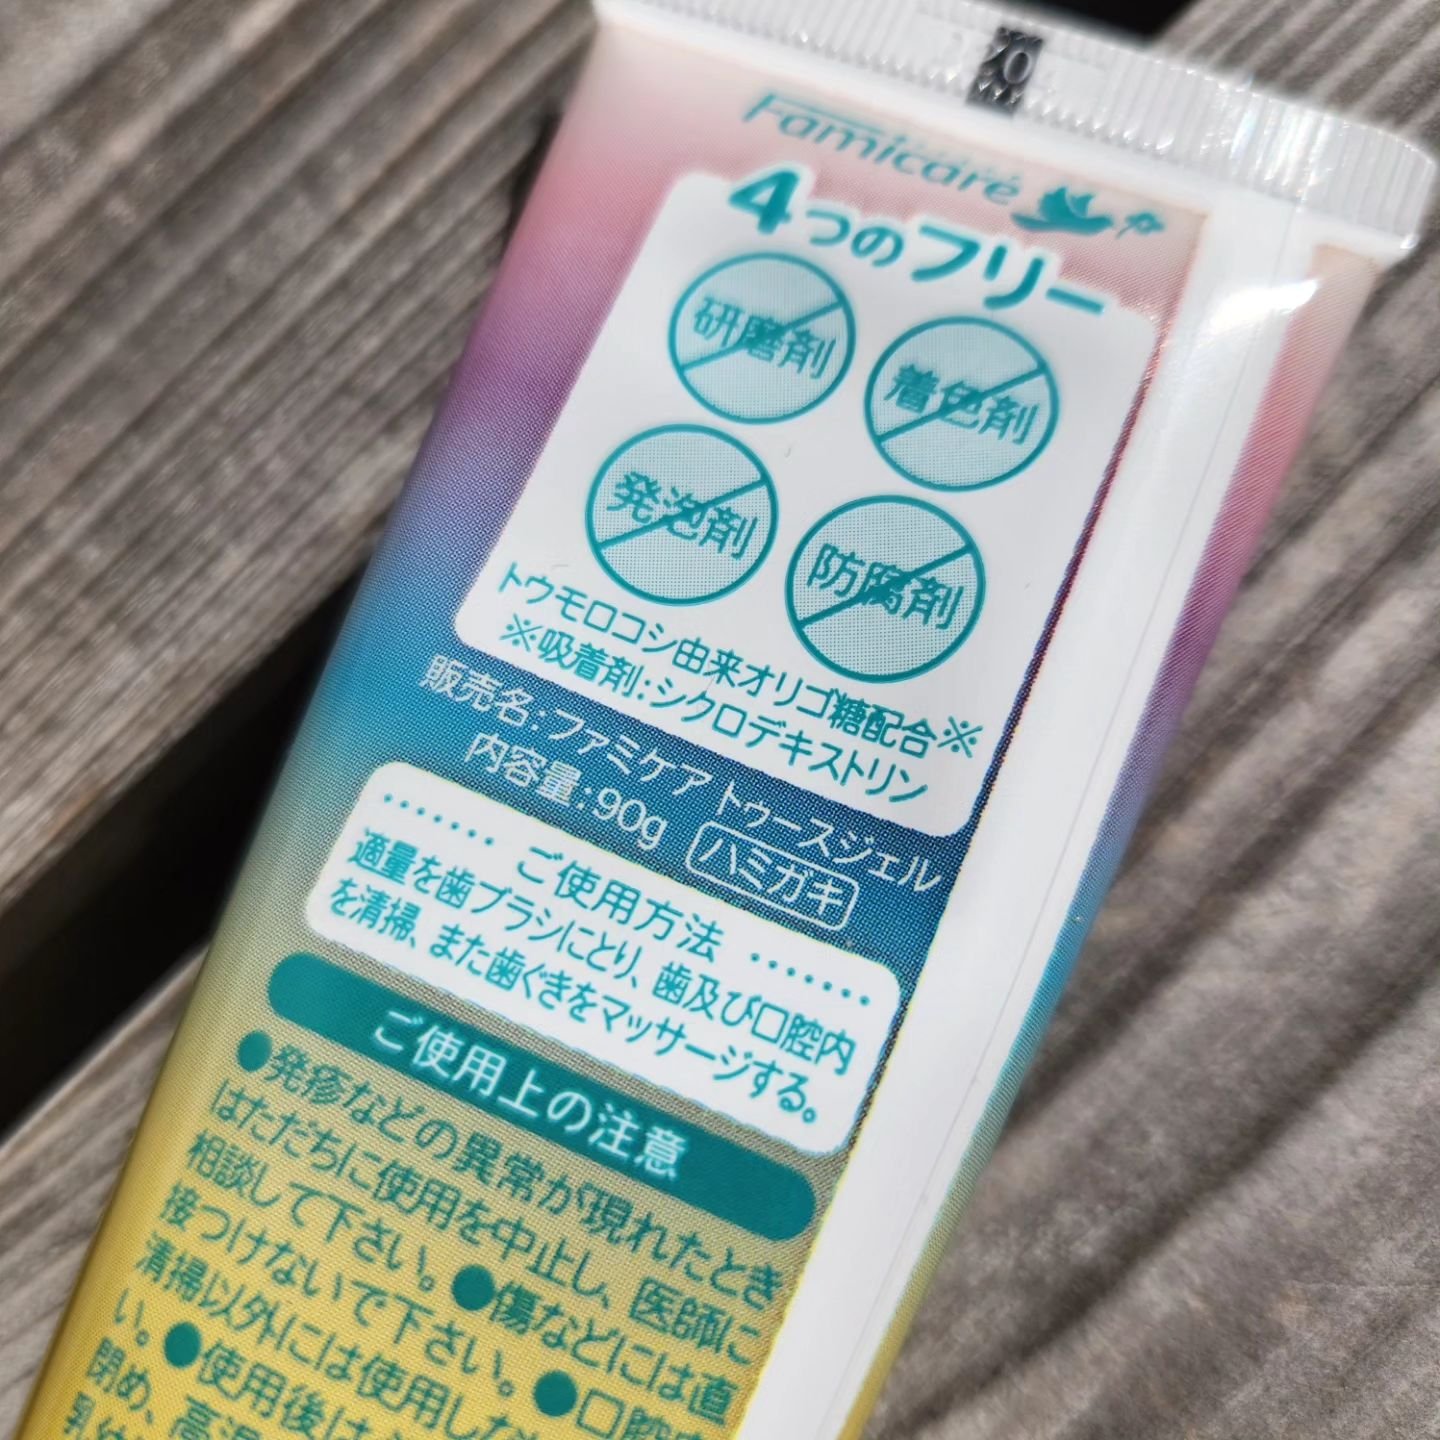 Famicare
4つのフリー
研磨剤
着色剤
発泡剤
防腐剤
トウモロコシ由来オリゴ糖配合※
※吸着剤：シクロデキストリン
販売名：ファミケア トゥースジェル
内容量：90g ハミガキ
ご使用方法
適量を歯ブラシにとり、歯及び口腔内
を清掃、また歯ぐきをマッサージする。
ご使用上の注意
●発疹などの異常が現れたとき
はただちに使用を中止し、医師に
相談して下さい。●傷などには直
接つけないで下さい。●口腔内
清掃以外には使用しな
い。●使用後は
閉め、高温